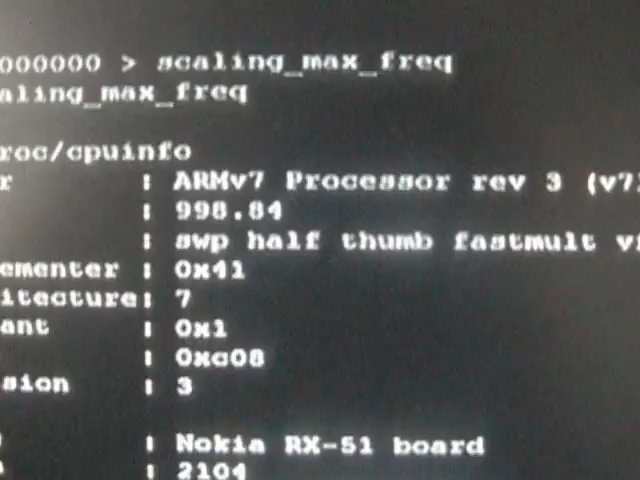 000000 > scaling_max_freq
aling_max_freq
roc/cpuinfo
r : ARMv7 Processor rev 3 (v7
: 998.84
: swp half thumb fastmult v
ementer : 0x41
itecture: 7
ant : 0x1
: 0xc08
sion : 3
: Nokia RX-51 board
: 2104